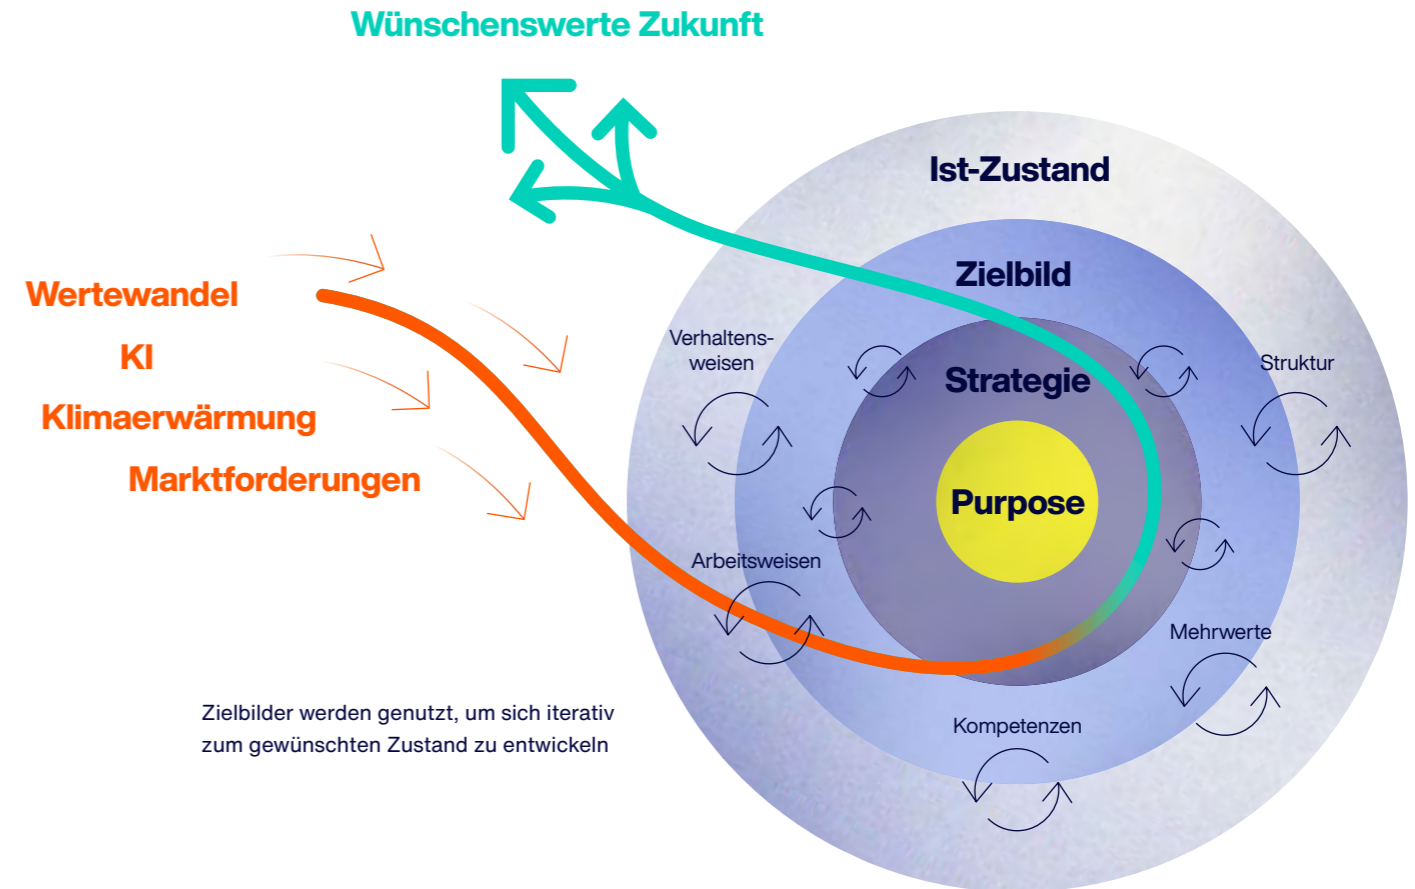 Wünschenswerte Zukunft
Ist-Zustand
Zielbild
Wertewandel
KI
Klimaerwärmung
Marktforderungen
Verhaltens-
weisen
Struktur
Strategie
Purpose
Arbeitsweisen
Mehrwerte
Kompetenzen
Zielbilder werden genutzt, um sich iterativ
zum gewünschten Zustand zu entwickeln